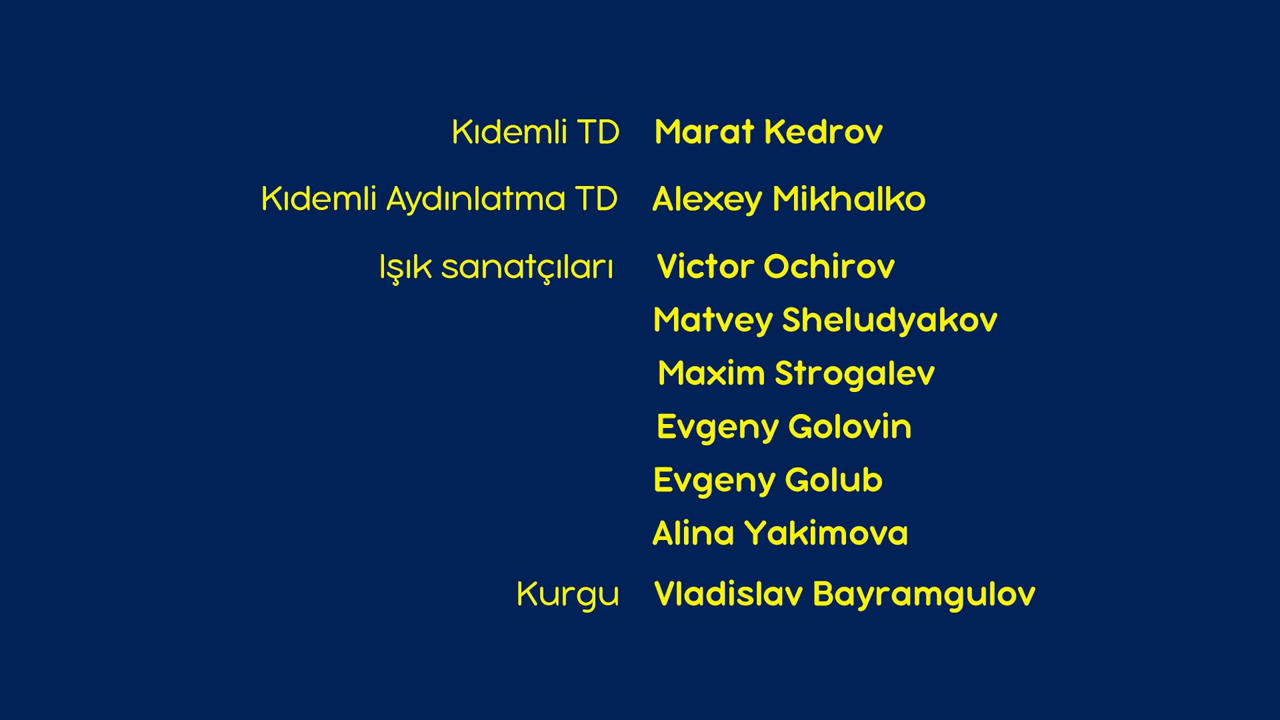 Kıdemli TD Marat Kedrov
Kıdemli Aydınlatma TD Alexey Mikhalko
Işık sanatçıları Victor Ochirov
Matvey Sheludyakov
Maxim Strogalev
Evgeny Golovin
Evgeny Golub
Alina Yakimova
Kurgu Vladislav Bayramgulov